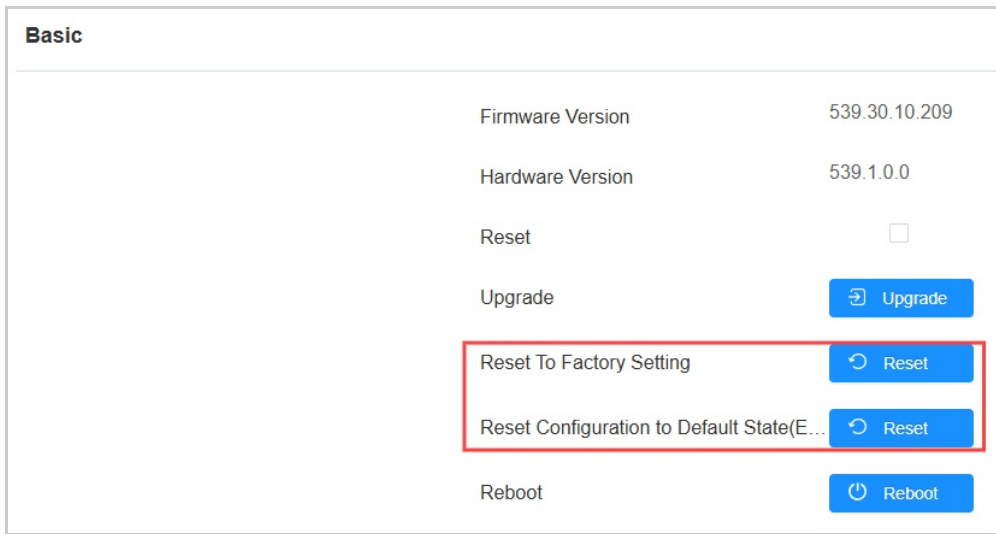 Basic
Firmware Version 539.30.10.209
Hardware Version 539.1.0.0
Reset
Upgrade Upgrade
Reset To Factory Setting Reset
Reset Configuration to Default State(E... Reset
Reboot Reboot